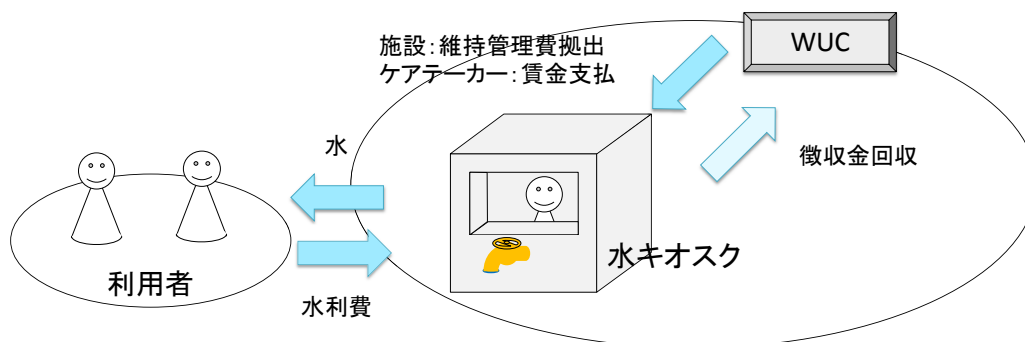 施設：維持管理費拠出
ケアテーカー：賃金支払
WUC
水
徴収金回収
水キオスク
利用者
水利費